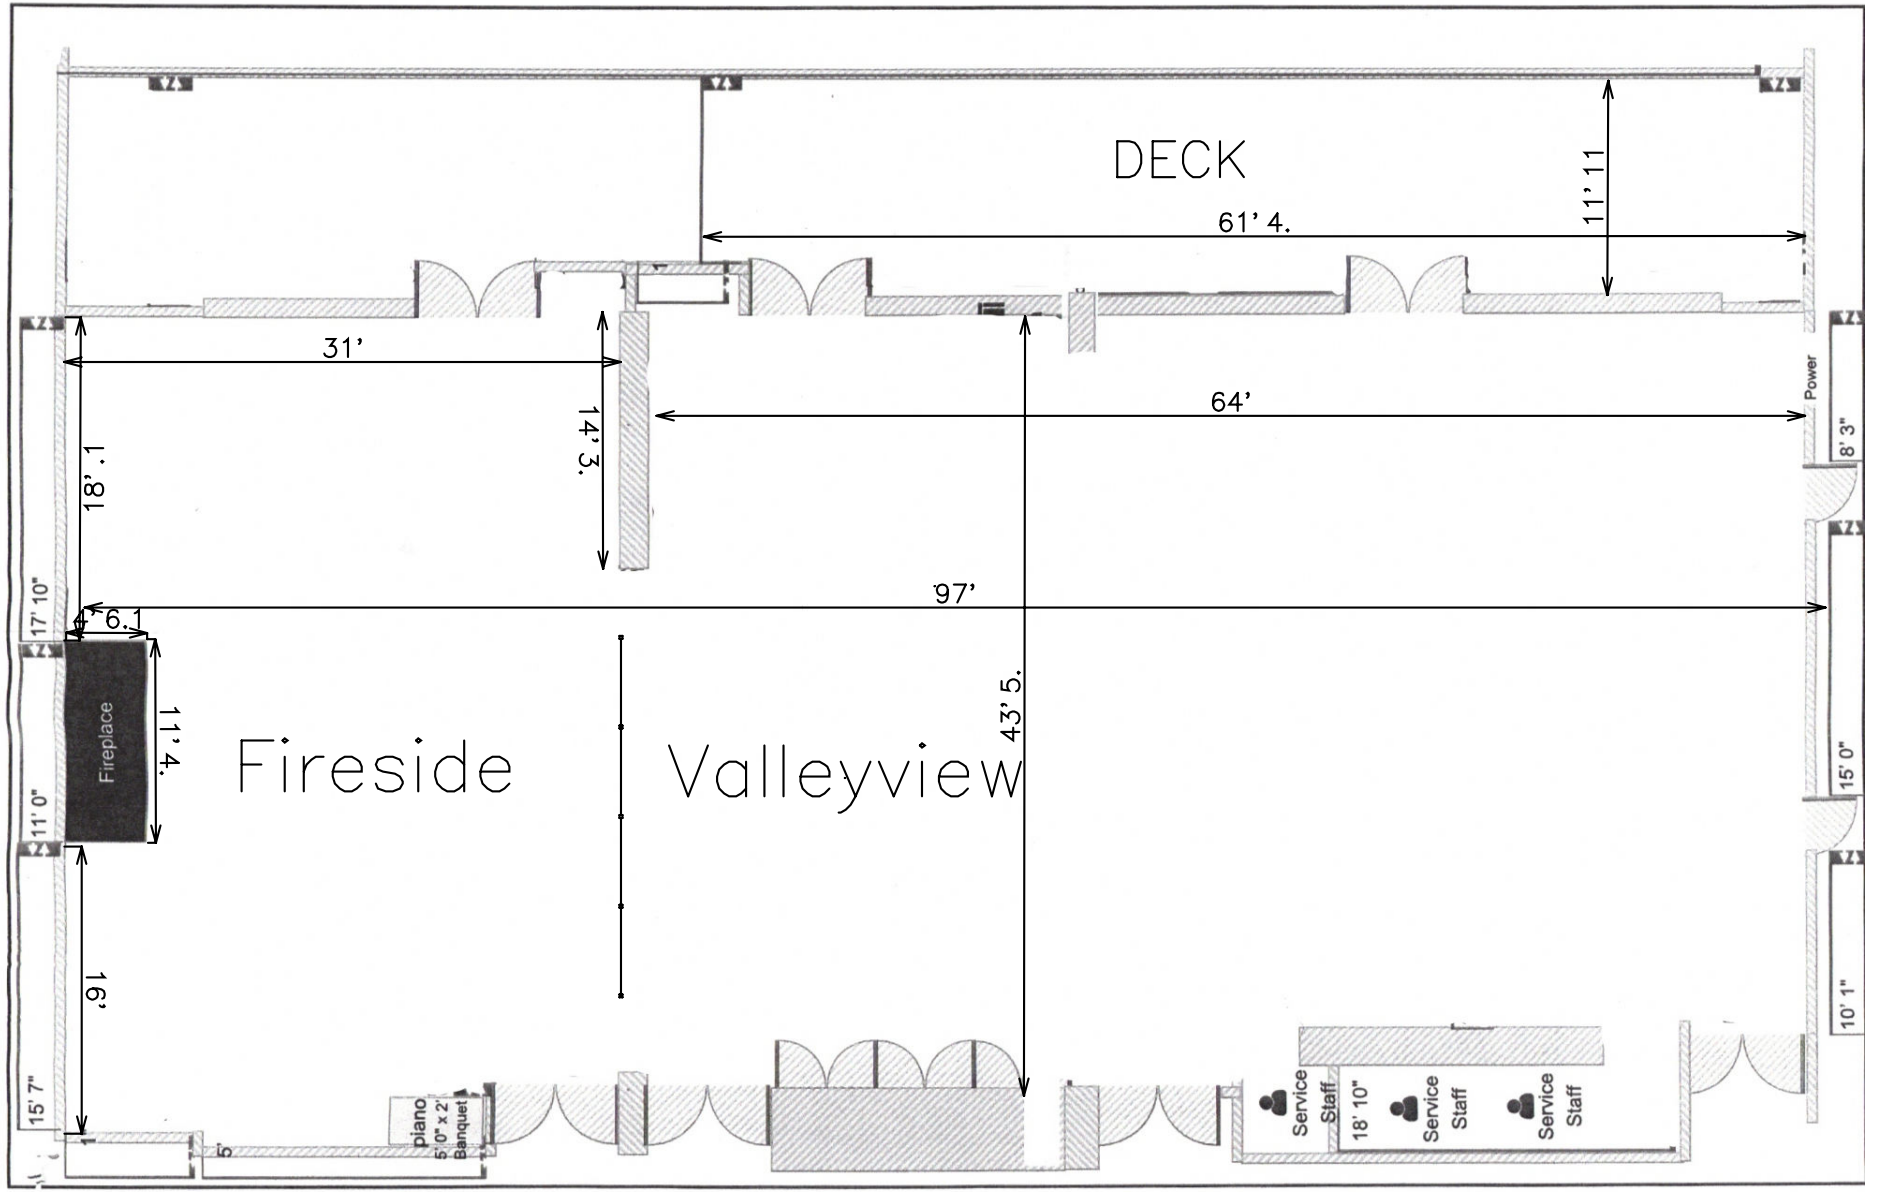 DECK
11' 11
61' 4.
31'
Power
64'
14' 3.
8' 3"
18'. 1
97'
17' 10"
4' 6.1
43' 5.
Fireplace
11' 4.
Fireside
Valleyview
15' 0"
11' 0"
16'
10' 1"
15' 7"
piano
5' 0" x 2'
Banquet
5'
Service
Staff
18' 10"
Service
Staff
Service
Staff